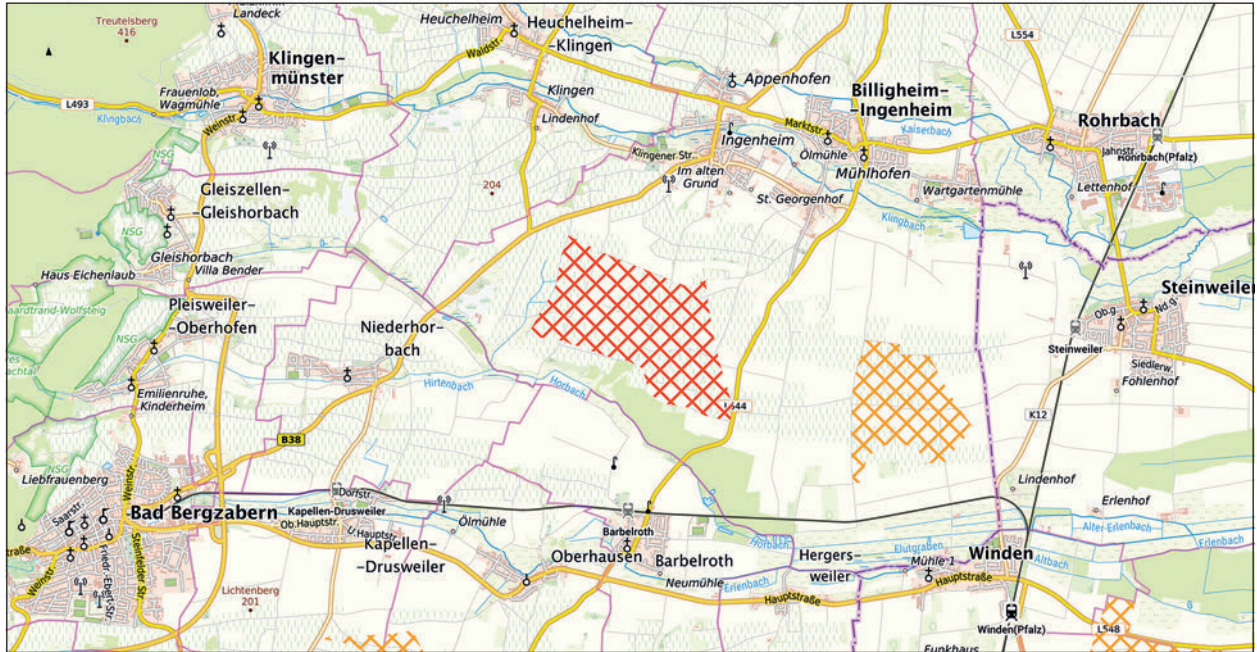 Landeck
Treutelsberg
416
Heuchelheim
Heuchelheim–
–Klingen
L554
Klingen–
münster
Waldstr.
Appenhofen
Frauenlob,
Wagmühle
L493
Klingbach
Weinstr.
Klingen
Lindenhof
Billigheim–
–Ingenheim
Marktstr.
Kaiserbach
Rohrbach
Jahnstr.
Rohrbach(Pfalz)
Ingenheim
Ölmühle
Mühlhofen
Klingener Str.
Im alten
Grund
NSG
204
Gleiszellen–
–Gleishorbach
St. Georgenhof
Wartgartenmühle
Lettenhof
Klingbach
NSG
Gleishorbach
Villa Bender
Haus Eichenlaub
Pleisweiler–
–Oberhofen
NSG
Steinweiler
Ob.g.
Nd.g.
Steinweiler
Siedlerw.
Fohlenhof
Niederhor–
bach
Hirtenbach
Horbach
Emilienruhe,
Kinderheim
L544
K12
B38
NSG
Liebfrauenberg
Weinstr.
Saarstr.
Bad Bergzabern
Dorfstr.
Kapellen-Drusweiler
Ob.Hauptstr.
U.Hauptstr.
Kapellen–
–Drusweiler
Ölmühle
Barbelroth
Oberhausen
Barbelroth
Neumühle
Horbach
Erlenbach
Hergers–
weiler
Elutgraben
Mühle 1
Winden
Lindenhof
Erlenhof
Alter-Erlenbach
Altbach
Erlenbach
Hauptstraße
Hauptstraße
Weinstr.
Friedr.-Ebert-Str.
Steinfelder Str.
Lichtenberg
201
Winden(Pfalz)
L548
Funkhaus